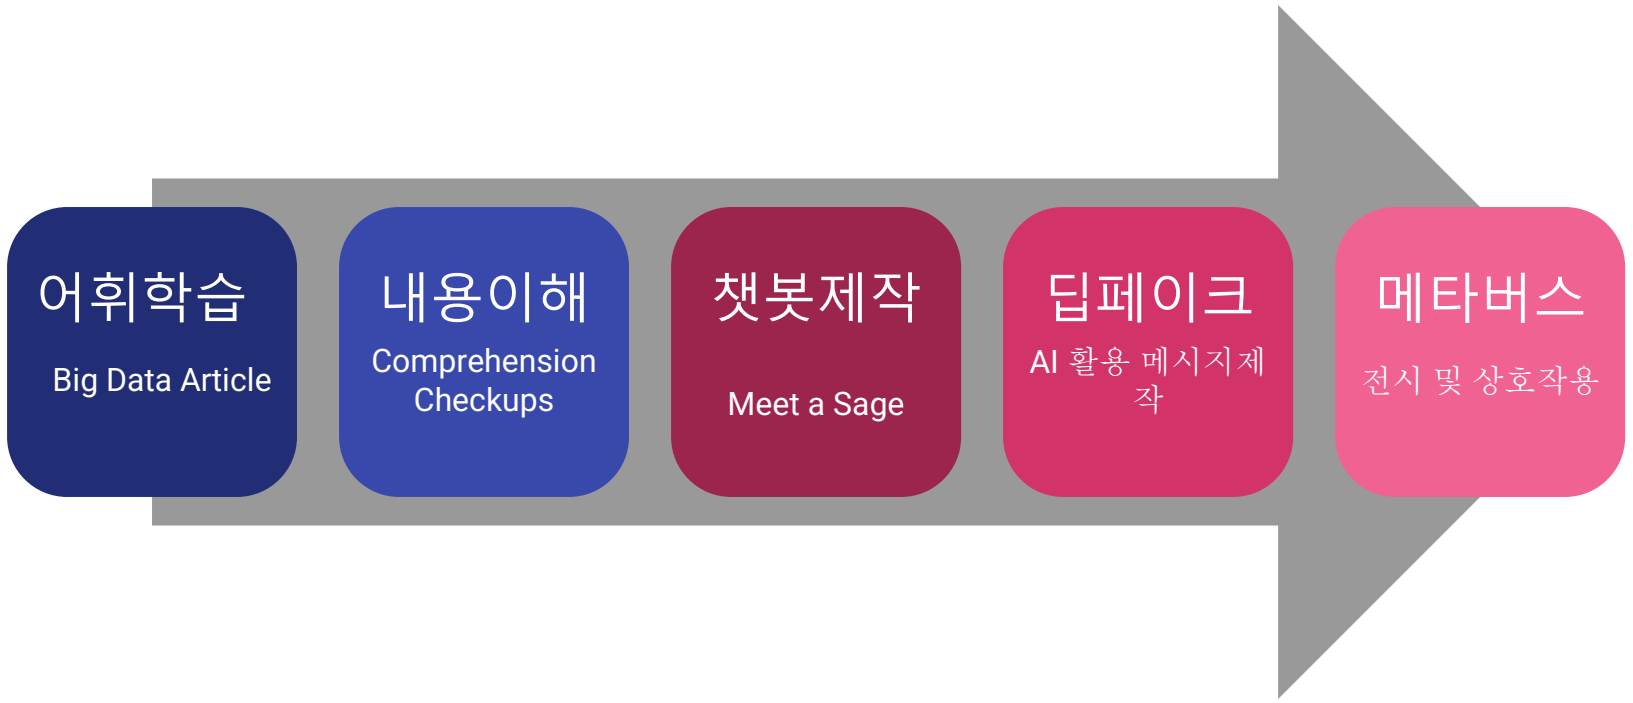 어휘학습
Big Data Article
내용이해
Comprehension
Checkups
챗봇제작
Meet a Sage
딥페이크
AI 활용 메시지제
작
메타버스
전시 및 상호작용